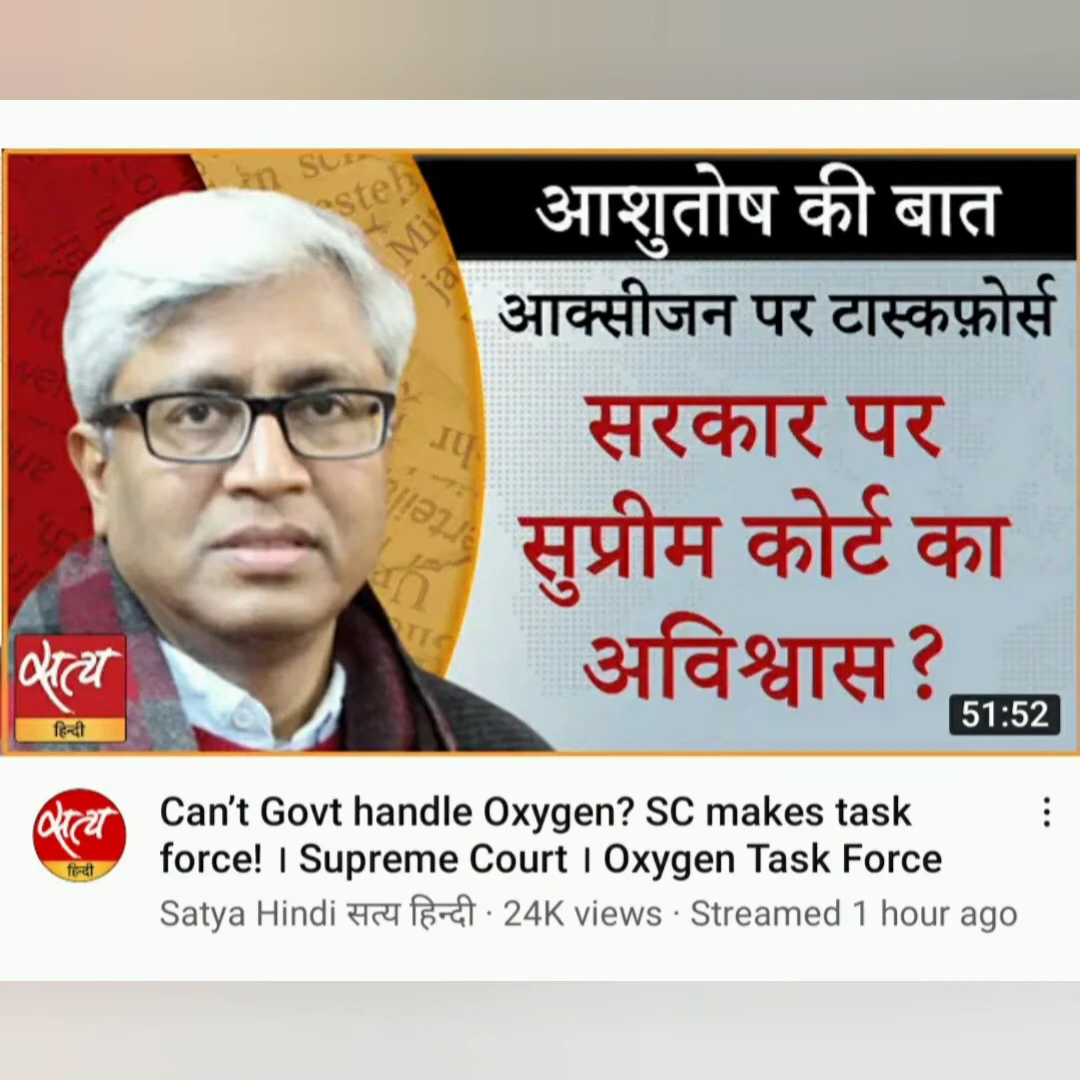 आशुतोष की बात
आक्सीजन पर टास्कफ़ोर्स
सरकार पर
सुप्रीम कोर्ट का
अविश्वास?
सत्य
हिन्दी
51:52
सत्य
हिन्दी
Can't Govt handle Oxygen? SC makes task
force! । Supreme Court । Oxygen Task Force
Satya Hindi सत्य हिन्दी · 24K views · Streamed 1 hour ago